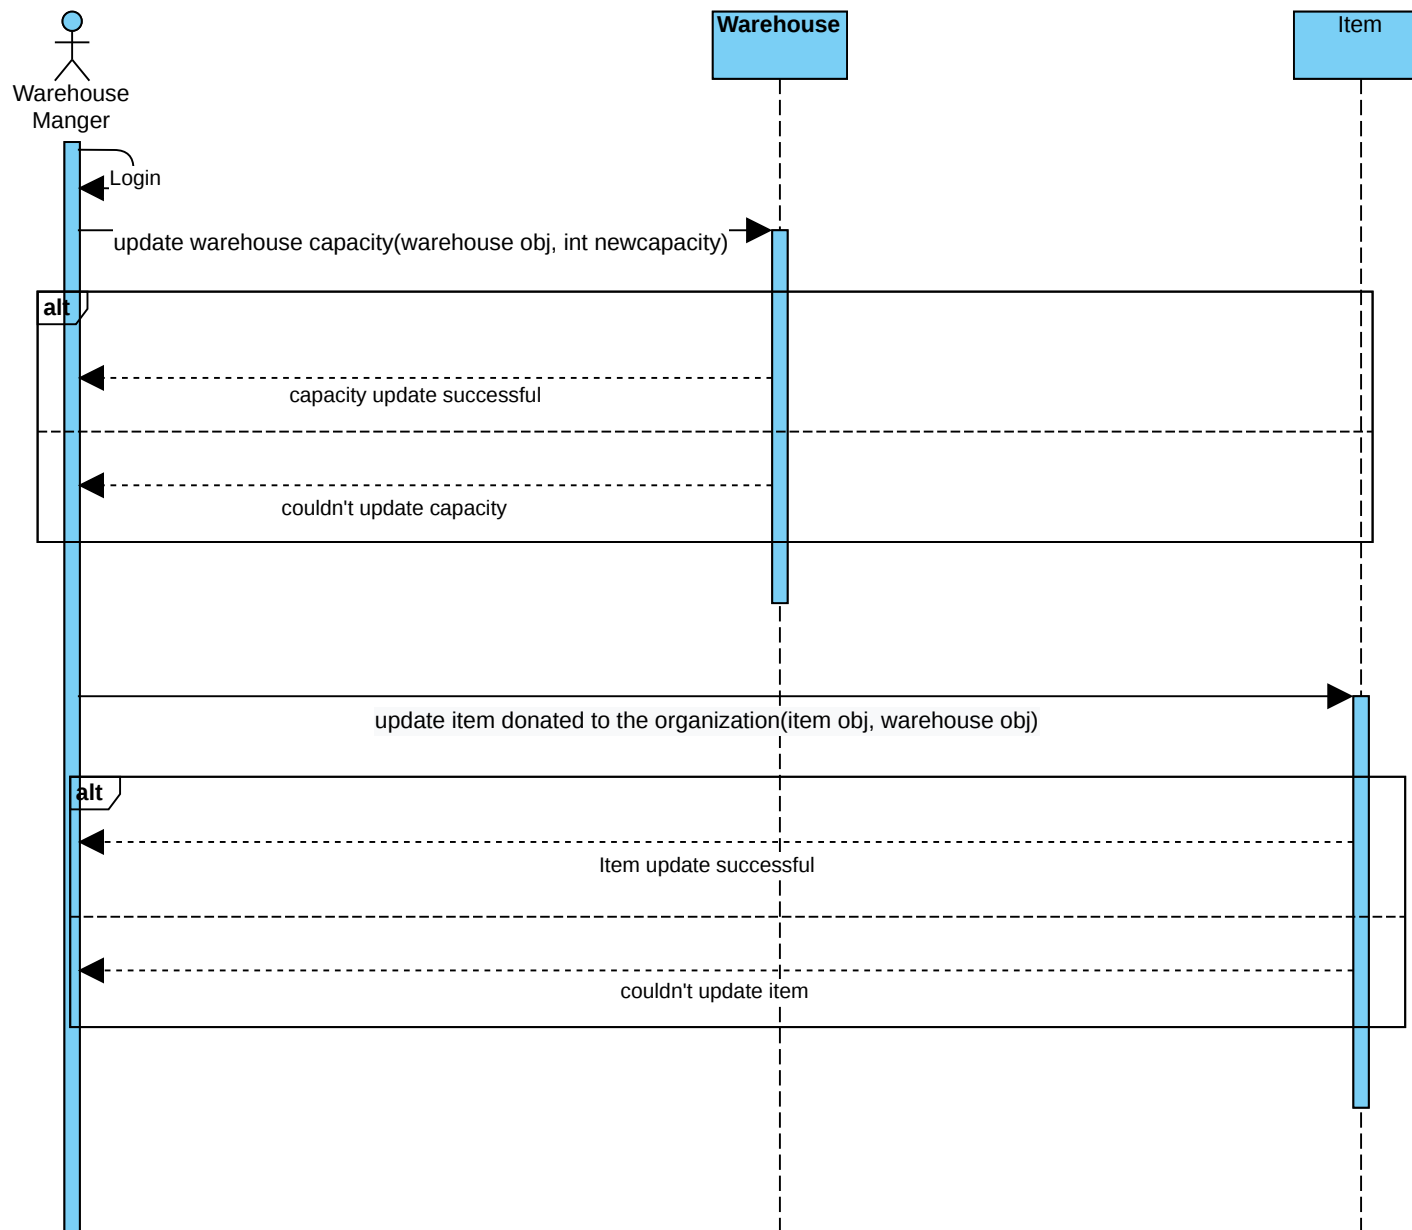 Warehouse
Manger
Warehouse
Item
Login
update warehouse capacity(warehouse obj, int newcapacity)
alt
capacity update successful
couldn't update capacity
update item donated to the organization(item obj, warehouse obj)
alt
Item update successful
couldn't update item